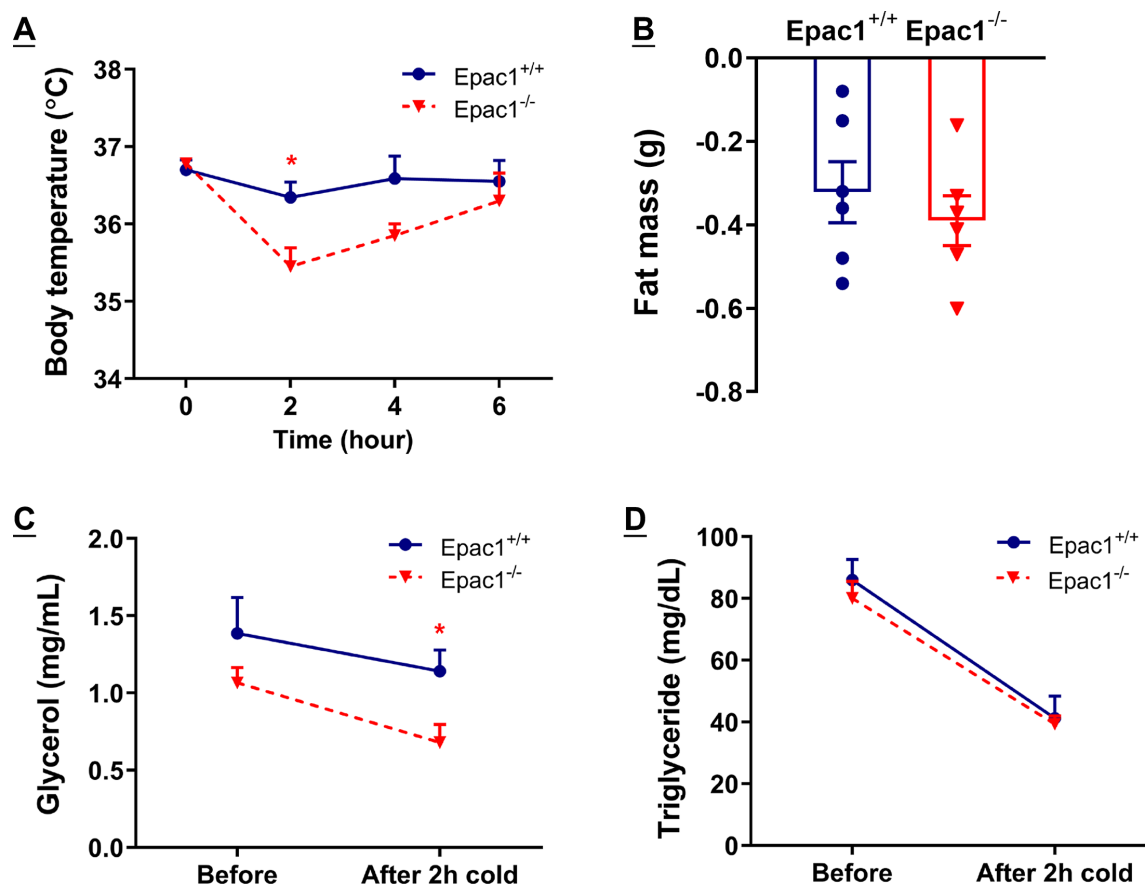 A
Body temperature (°C)
38
37
36
35
34
0 2 4 6
Time (hour)
Epac1+/+
Epac1-/-
*
B
Epac1+/+ Epac1-/-
Fat mass (g)
0.0
-0.2
-0.4
-0.6
-0.8
C
Glycerol (mg/mL)
2.0
1.5
1.0
0.5
0.0
Before After 2h cold
Epac1+/+
Epac1-/-
*
D
Triglyceride (mg/dL)
100
80
60
40
20
0
Before After 2h cold
Epac1+/+
Epac1-/-